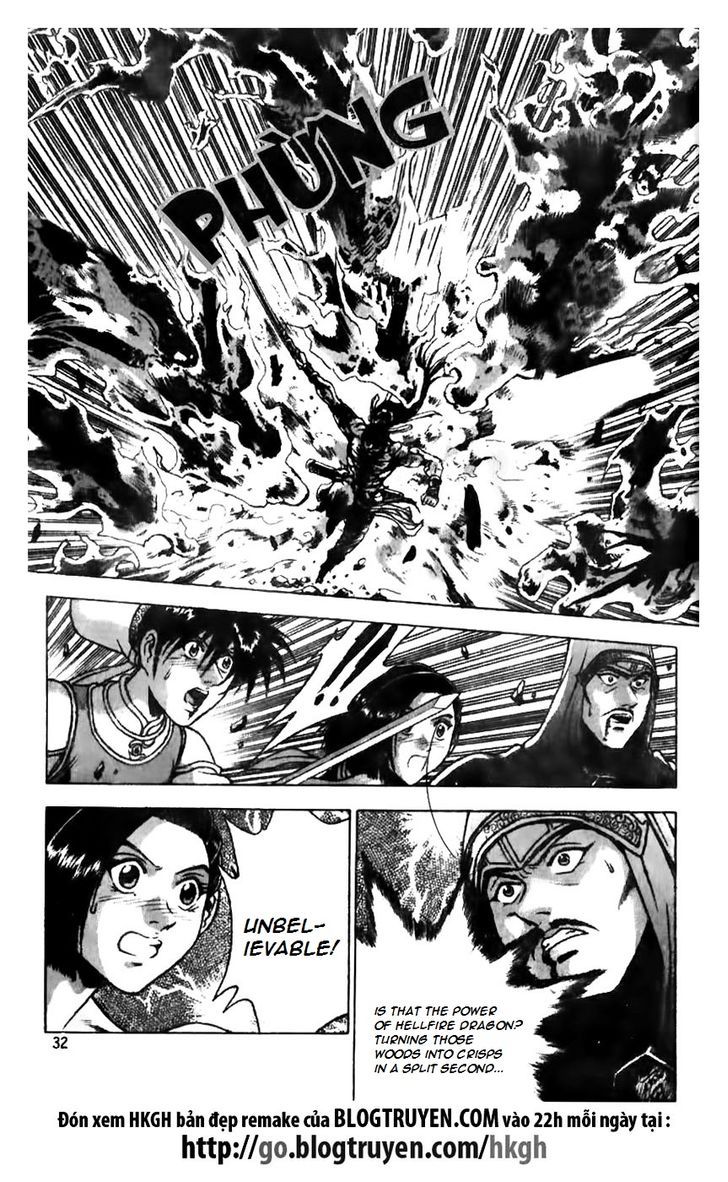 PHỪNG
UNBEL-
IEVABLE!
IS THAT THE POWER
OF HELLFIRE DRAGON?
TURNING THOSE
WOODS INTO CRISPS
IN A SPLIT SECOND...
32
Đón xem HKGH bản đẹp remake của BLOGTRUYEN.COM vào 22h mỗi ngày tại :
http://go.blogtruyen.com/hkgh